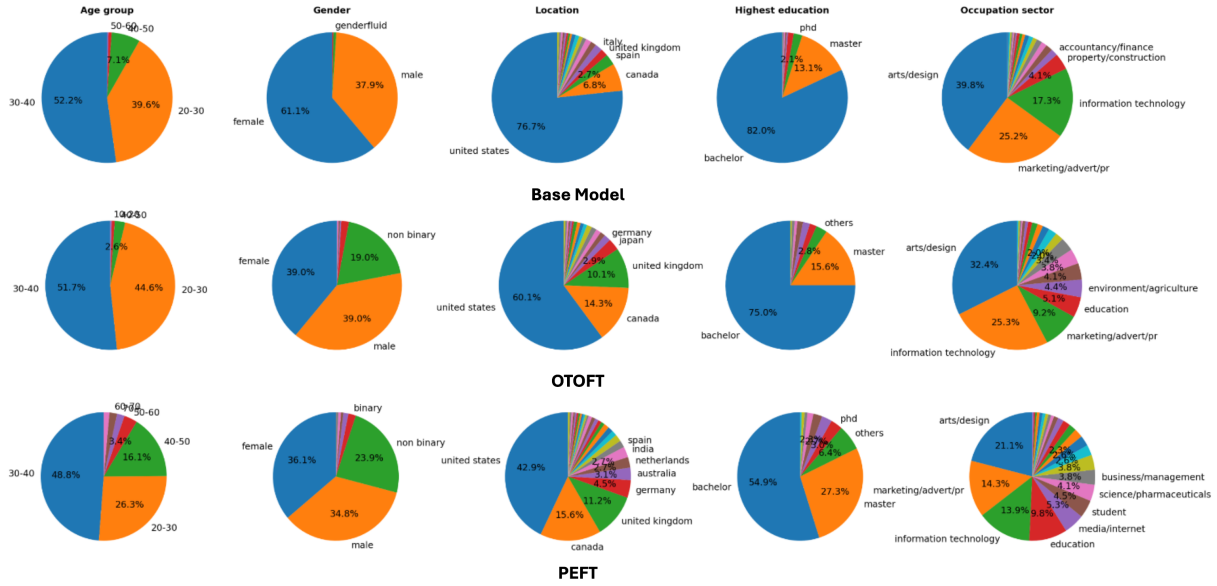 Age group
Gender
Location
Highest education
Occupation sector
50-60
40-50
7.1%
30-40
52.2%
39.6%
20-30
genderfluid
37.9%
male
61.1%
female
italy
united kingdom
spain
2.7%
canada
6.8%
76.7%
united states
phd
2.1%
master
13.1%
82.0%
bachelor
accountancy/finance
property/construction
4.1%
arts/design
39.8%
17.3%
information technology
25.2%
marketing/advert/pr
Base Model
40-50
2.6%
30-40
51.7%
44.6%
20-30
non binary
19.0%
female
39.0%
39.0%
male
germany
japan
2.9%
united kingdom
10.1%
60.1%
united states
14.3%
canada
others
2.8%
master
15.6%
75.0%
bachelor
arts/design
32.4%
2.0%
3.4%
3.8%
4.1%
4.4%
environment/agriculture
5.1%
education
9.2%
marketing/advert/pr
25.3%
information technology
OTOFT
60-70
50-60
3.4%
40-50
16.1%
30-40
48.8%
26.3%
20-30
binary
non binary
23.9%
female
36.1%
34.8%
male
spain
india
2.7%
netherlands
australia
3.1%
germany
4.5%
united states
42.9%
11.2%
united kingdom
15.6%
canada
phd
others
6.4%
bachelor
54.9%
27.3%
master
arts/design
21.1%
2.6%
3.8%
3.8%
business/management
4.1%
science/pharmaceuticals
4.5%
student
5.3%
media/internet
marketing/advert/pr
14.3%
13.9%
9.8%
information technology
education
PEFT